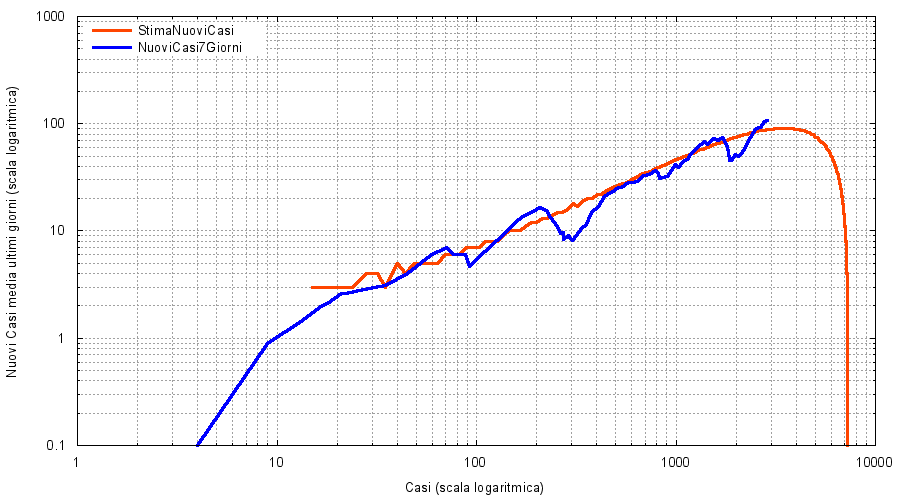 1000
StimaNuoviCasi
NuoviCasi7Giorni
100
10
1
0.1
Nuovi Casi media ultimi giorni (scala logaritmica)
1
10
100
1000
10000
Casi (scala logaritmica)